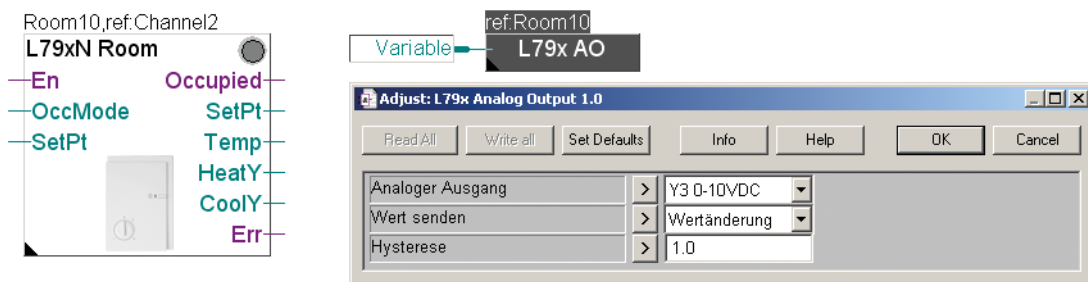 Room10,ref:Channel2
L79xN Room
En Occupied
OccMode SetPt
SetPt Temp
HeatY
CoolY
Err
ref:Room10
Variable L79x AO
Adjust: L79x Analog Output 1.0
Read All Write all Set Defaults Info Help OK Cancel
Analoger Ausgang > Y3 0-10VDC
Wert senden > Wertänderung
Hysterese > 1.0